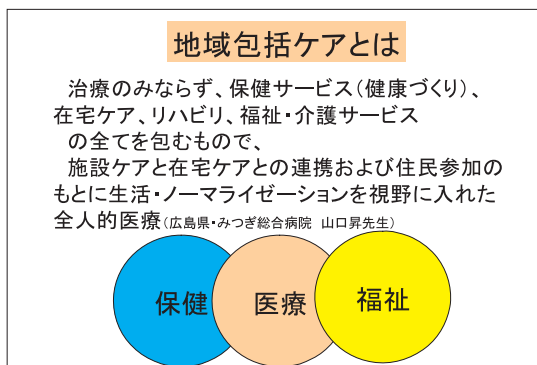 地域包括ケアとは
治療のみならず、保健サービス(健康づくり)、
在宅ケア、リハビリ、福祉・介護サービス
の全てを包むもので、
施設ケアと在宅ケアとの連携および住民参加の
もとに生活・ノーマライゼーションを視野に入れた
全人的医療(広島県・みつぎ総合病院 山口昇先生)
保健 医療 福祉